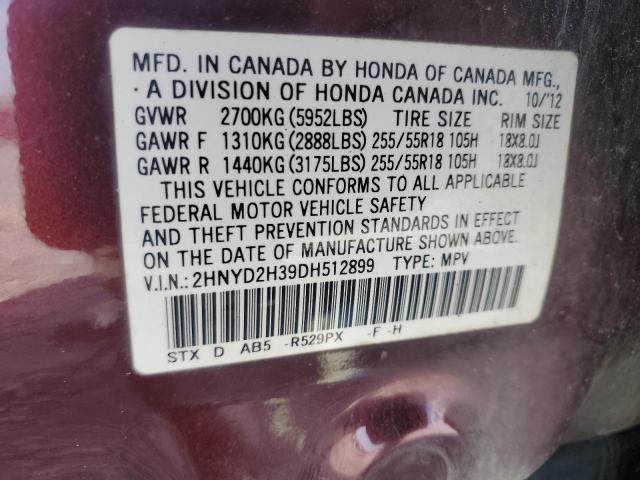 MFD. IN CANADA BY HONDA OF CANADA MFG.,
· A DIVISION OF HONDA CANADA INC. 10/'12
GVWR 2700KG (5952LBS) TIRE SIZE RIM SIZE
GAWR F 1310KG (2888LBS) 255/55R18 105H 18X8.0J
GAWR R 1440KG (3175LBS) 255/55R18 105H 18X8.0J
THIS VEHICLE CONFORMS TO ALL APPLICABLE
FEDERAL MOTOR VEHICLE SAFETY
AND THEFT PREVENTION STANDARDS IN EFFECT
ON THE DATE OF MANUFACTURE SHOWN ABOVE.
V.I.N.: 2HNYD2H39DH512899 TYPE: MPV
STX D AB5 -R529PX -F -H